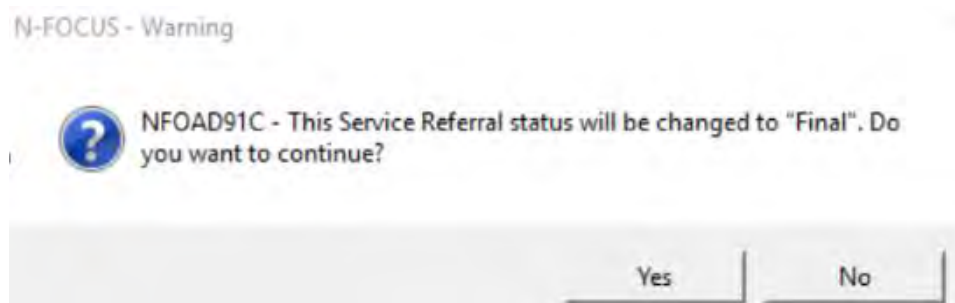 N-FOCUS - Warning
NFOAD91C - This Service Referral status will be changed to "Final". Do
you want to continue?
Yes No